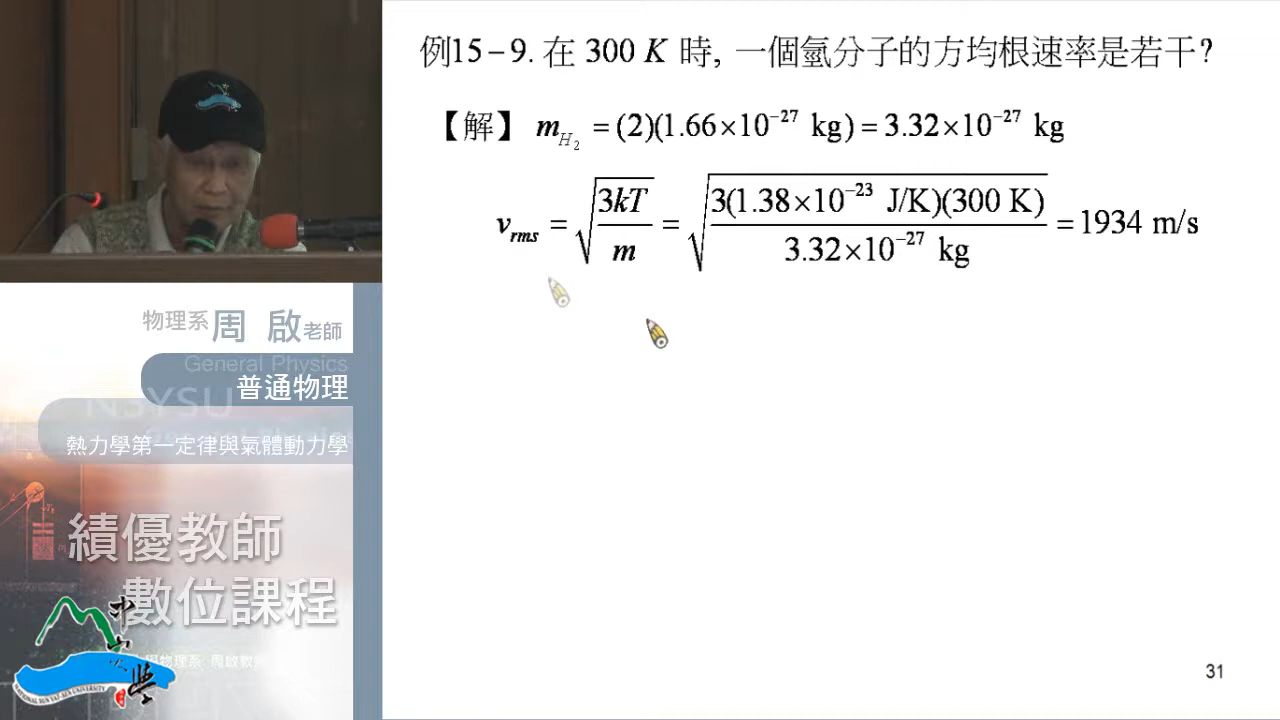 例15－9. 在 300 K 時, 一個氫分子的方均根速率是若干?
【解】 m_{H_2} = (2)(1.66×10^{-27} kg) = 3.32×10^{-27} kg
v_{rms} = √(3kT/m) = √(3(1.38×10^{-23} J/K)(300 K)/3.32×10^{-27} kg) = 1934 m/s
物理系 周 啟 老師
General Physics
普通物理
NSYSU
熱力學第一定律與氣體動力學
績優教師
數位課程
31